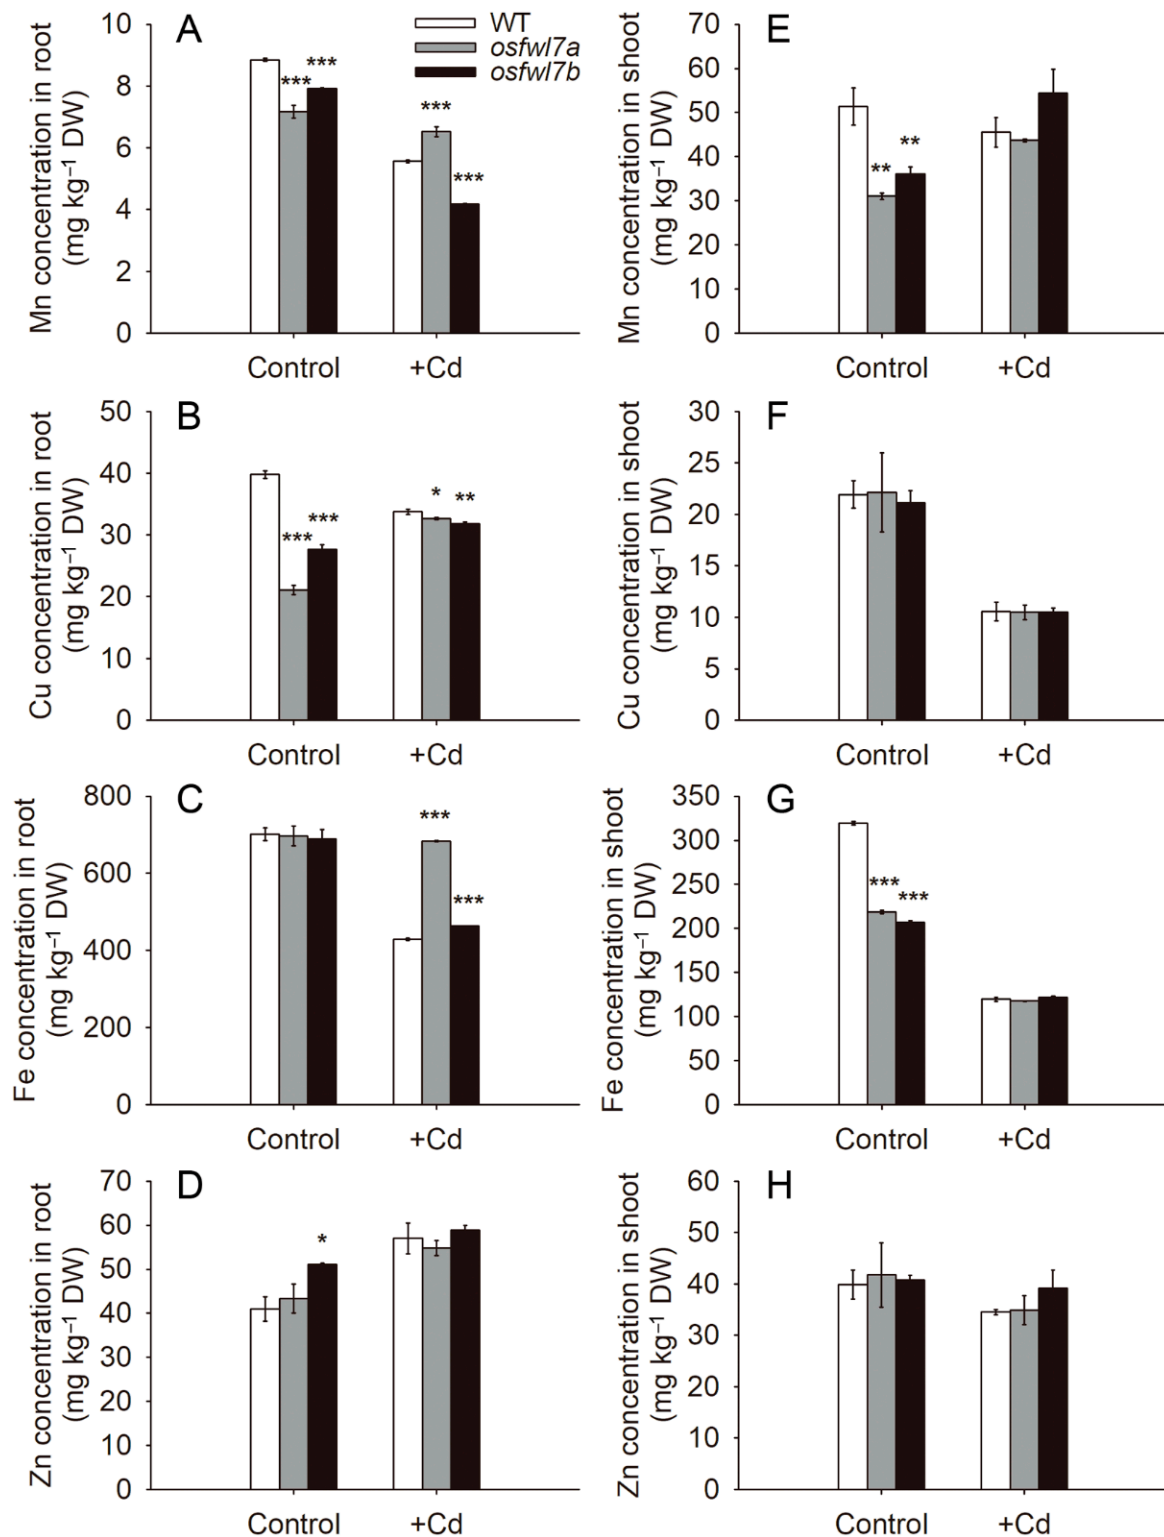 A
WT
osfwl7a
osfwl7b
Mn concentration in root
(mg kg⁻¹ DW)
10
8
6
4
2
0
*** ***
*** ***
Control +Cd
E
Mn concentration in shoot
(mg kg⁻¹ DW)
70
60
50
40
30
20
10
0
** **
Control +Cd
B
Cu concentration in root
(mg kg⁻¹ DW)
50
40
30
20
10
0
*** ***
* **
Control +Cd
F
Cu concentration in shoot
(mg kg⁻¹ DW)
30
25
20
15
10
5
0
Control +Cd
C
Fe concentration in root
(mg kg⁻¹ DW)
800
600
400
200
0
*** ***
Control +Cd
G
Fe concentration in shoot
(mg kg⁻¹ DW)
350
300
250
200
150
100
50
0
*** ***
Control +Cd
D
Zn concentration in root
(mg kg⁻¹ DW)
70
60
50
40
30
20
10
0
*
Control +Cd
H
Zn concentration in shoot
(mg kg⁻¹ DW)
60
50
40
30
20
10
0
Control +Cd